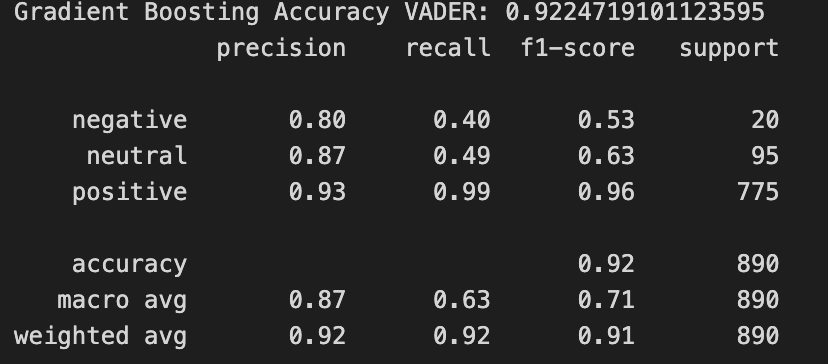 Gradient Boosting Accuracy VADER: 0.9224719101123595
precision recall f1-score support
negative 0.80 0.40 0.53 20
neutral 0.87 0.49 0.63 95
positive 0.93 0.99 0.96 775
accuracy 0.92 890
macro avg 0.87 0.63 0.71 890
weighted avg 0.92 0.92 0.91 890